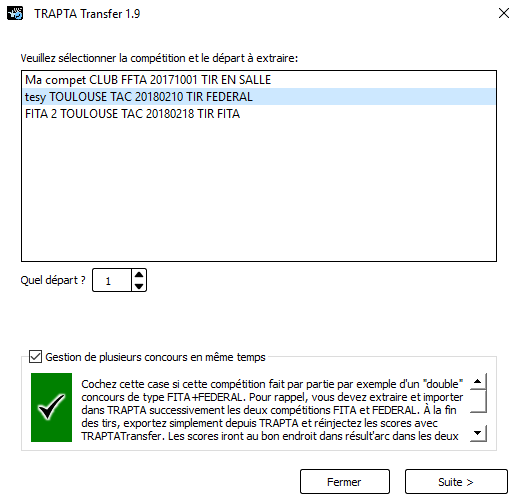 TRAPTA Transfer 1.9
Veuillez sélectionner la compétition et le départ à extraire:
Ma compet CLUB FFTA 20171001 TIR EN SALLE
tesy TOULOUSE TAC 20180210 TIR FEDERAL
FITA 2 TOULOUSE TAC 20180218 TIR FITA
Quel départ ? 1
Gestion de plusieurs concours en même temps
Cochez cette case si cette compétition fait par partie par exemple d'un "double"
concours de type FITA+FEDERAL. Pour rappel, vous devez extraire et importer
dans TRAPTA successivement les deux compétitions FITA et FEDERAL. À la fin
des tirs, exportez simplement depuis TRAPTA et réinjectez les scores avec
TRAPTATransfer. Les scores iront au bon endroit dans résult'arc dans les deux
Fermer
Suite >